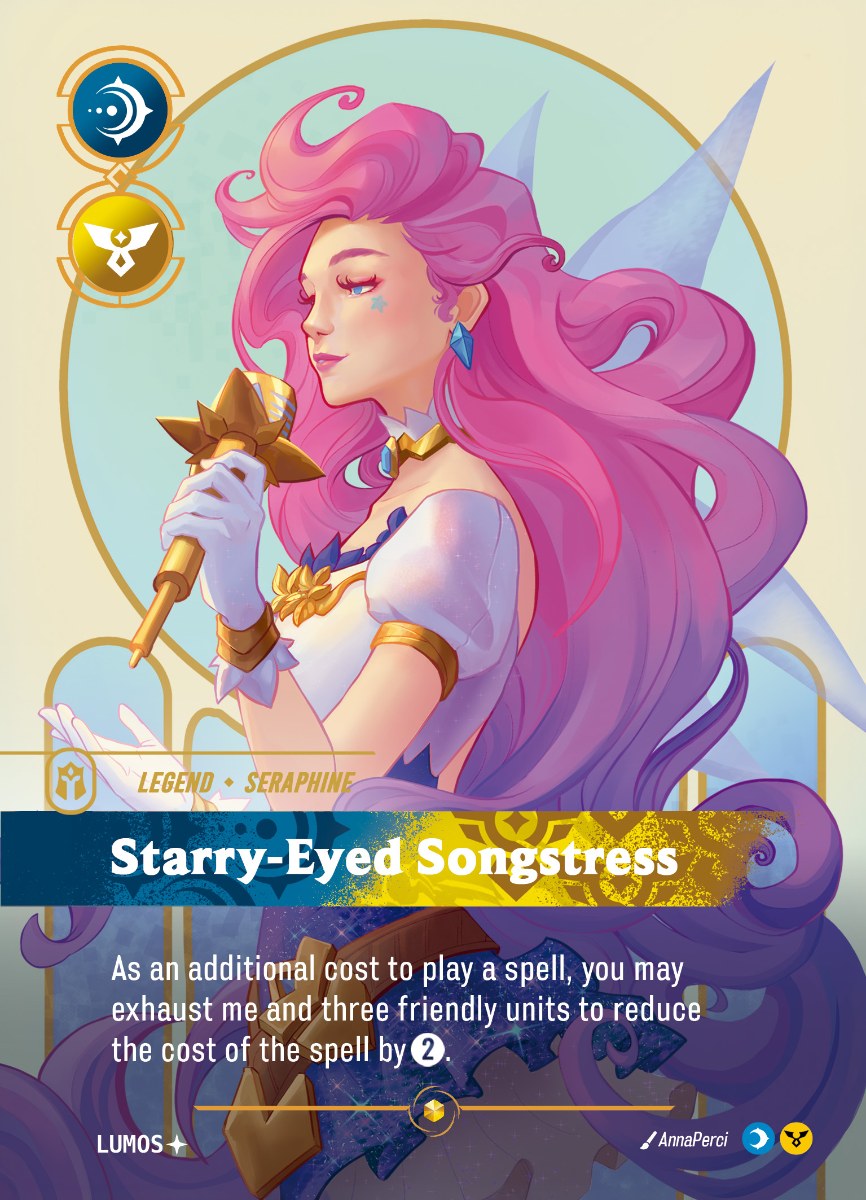 LEGEND • SERAPHINE
Starry-Eyed Songstress
As an additional cost to play a spell, you may
exhaust me and three friendly units to reduce
the cost of the spell by 2.
LUMOS
AnnaPerci